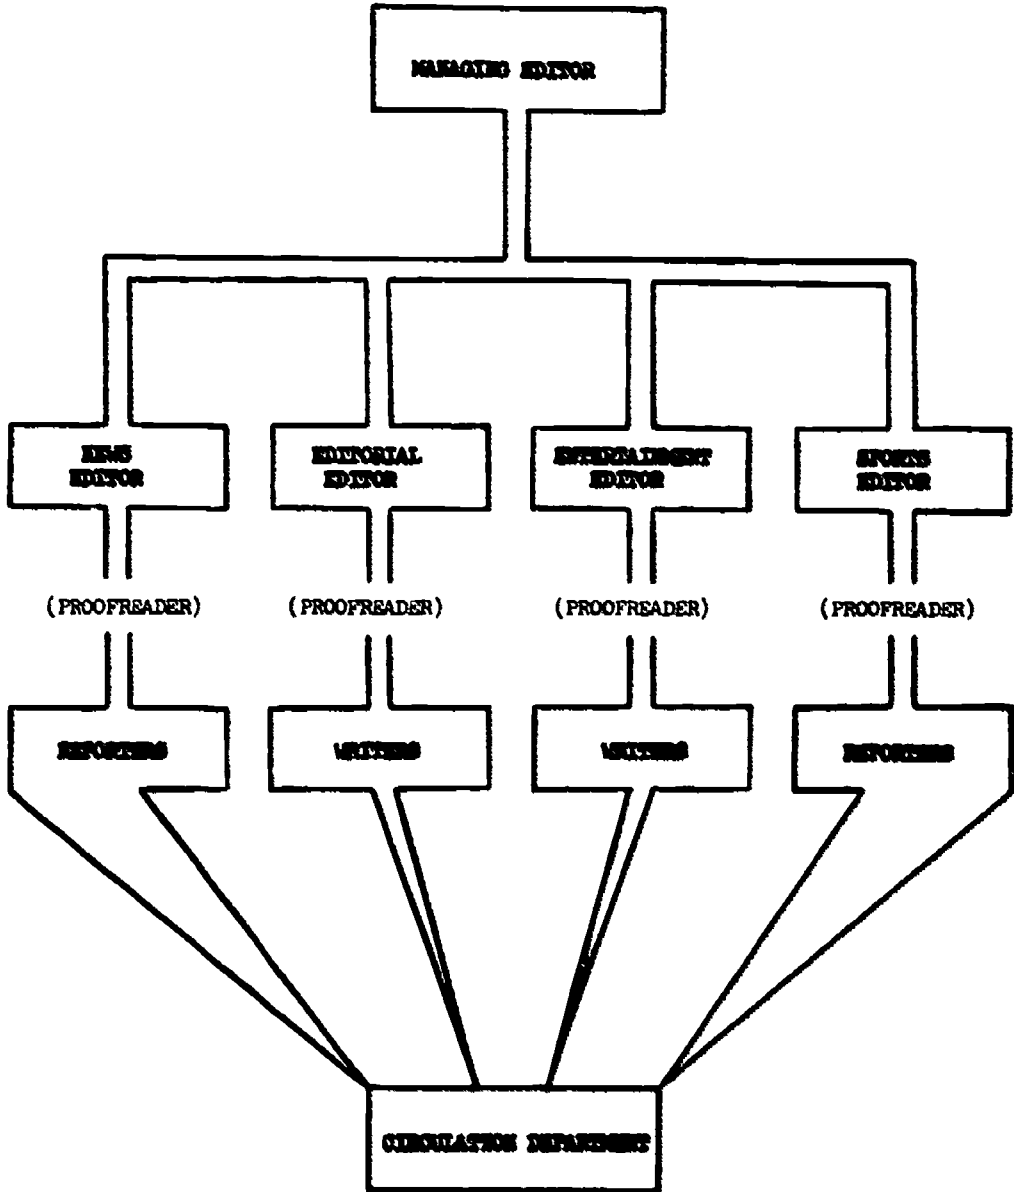 MANAGING EDITOR
NEWS
EDITOR
EDITORIAL
EDITOR
ENTERTAINMENT
EDITOR
SPORTS
EDITOR
(PROOFREADER)
(PROOFREADER)
(PROOFREADER)
(PROOFREADER)
REPORTERS
WRITERS
WRITERS
REPORTERS
CIRCULATION DEPARTMENT